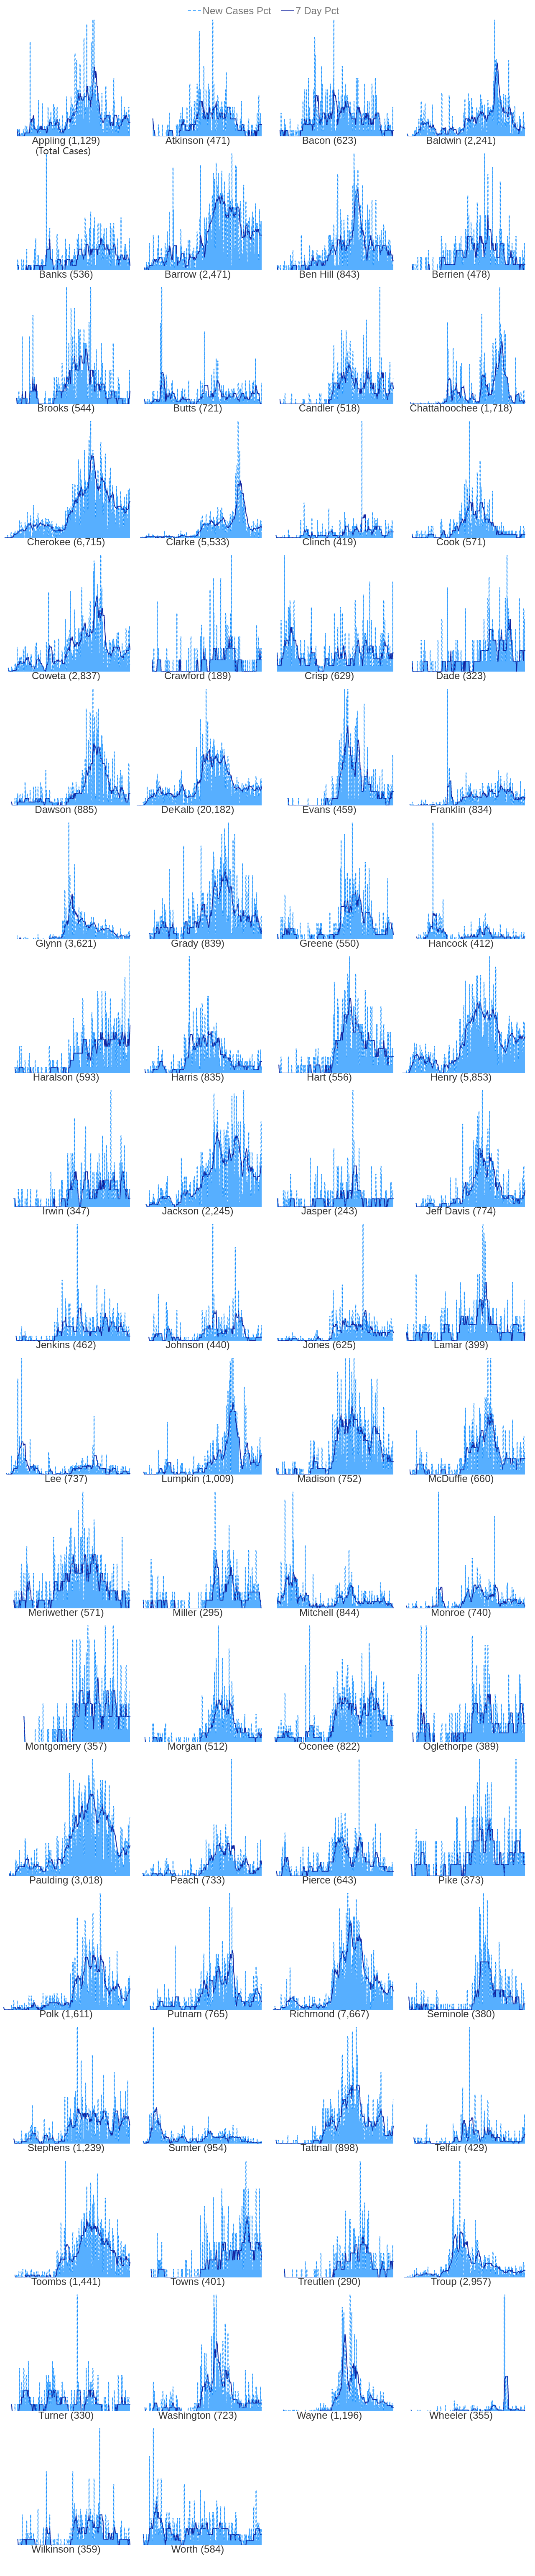 New Cases Pct 7 Day Pct
Appling (1,129) Atkinson (471) Bacon (623) Baldwin (2,241)
(Total Cases)
Banks (536) Barrow (2,471) Ben Hill (843) Berrien (478)
Brooks (544) Butts (721) Candler (518) Chattahoochee (1,718)
Cherokee (6,715) Clarke (5,533) Clinch (419) Cook (571)
Coweta (2,837) Crawford (189) Crisp (629) Dade (323)
Dawson (885) DeKalb (20,182) Evans (459) Franklin (834)
Glynn (3,621) Grady (839) Greene (550) Hancock (412)
Haralson (593) Harris (835) Hart (556) Henry (5,853)
Irwin (347) Jackson (2,245) Jasper (243) Jeff Davis (774)
Jenkins (462) Johnson (440) Jones (625) Lamar (399)
Lee (737) Lumpkin (1,009) Madison (752) McDuffie (660)
Meriwether (571) Miller (295) Mitchell (844) Monroe (740)
Montgomery (357) Morgan (512) Oconee (822) Oglethorpe (389)
Paulding (3,018) Peach (733) Pierce (643) Pike (373)
Polk (1,611) Putnam (765) Richmond (7,667) Seminole (380)
Stephens (1,239) Sumter (954) Tattnall (898) Telfair (429)
Toombs (1,441) Towns (401) Treutlen (290) Troup (2,957)
Turner (330) Washington (723) Wayne (1,196) Wheeler (355)
Wilkinson (359) Worth (584)